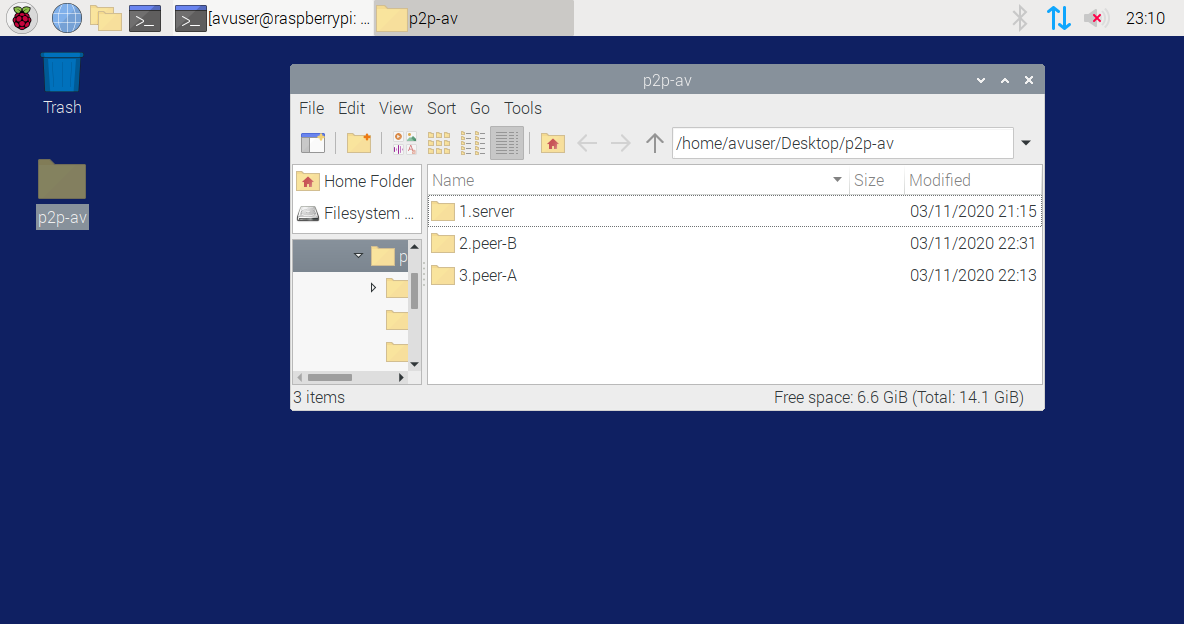 [avuser@raspberrypi: ... p2p-av 23:10
Trash
p2p-av
p2p-av
File Edit View Sort Go Tools
/home/avuser/Desktop/p2p-av
Home Folder
Filesystem ...
p
Name Size Modified
1.server 03/11/2020 21:15
2.peer-B 03/11/2020 22:31
3.peer-A 03/11/2020 22:13
3 items Free space: 6.6 GiB (Total: 14.1 GiB)